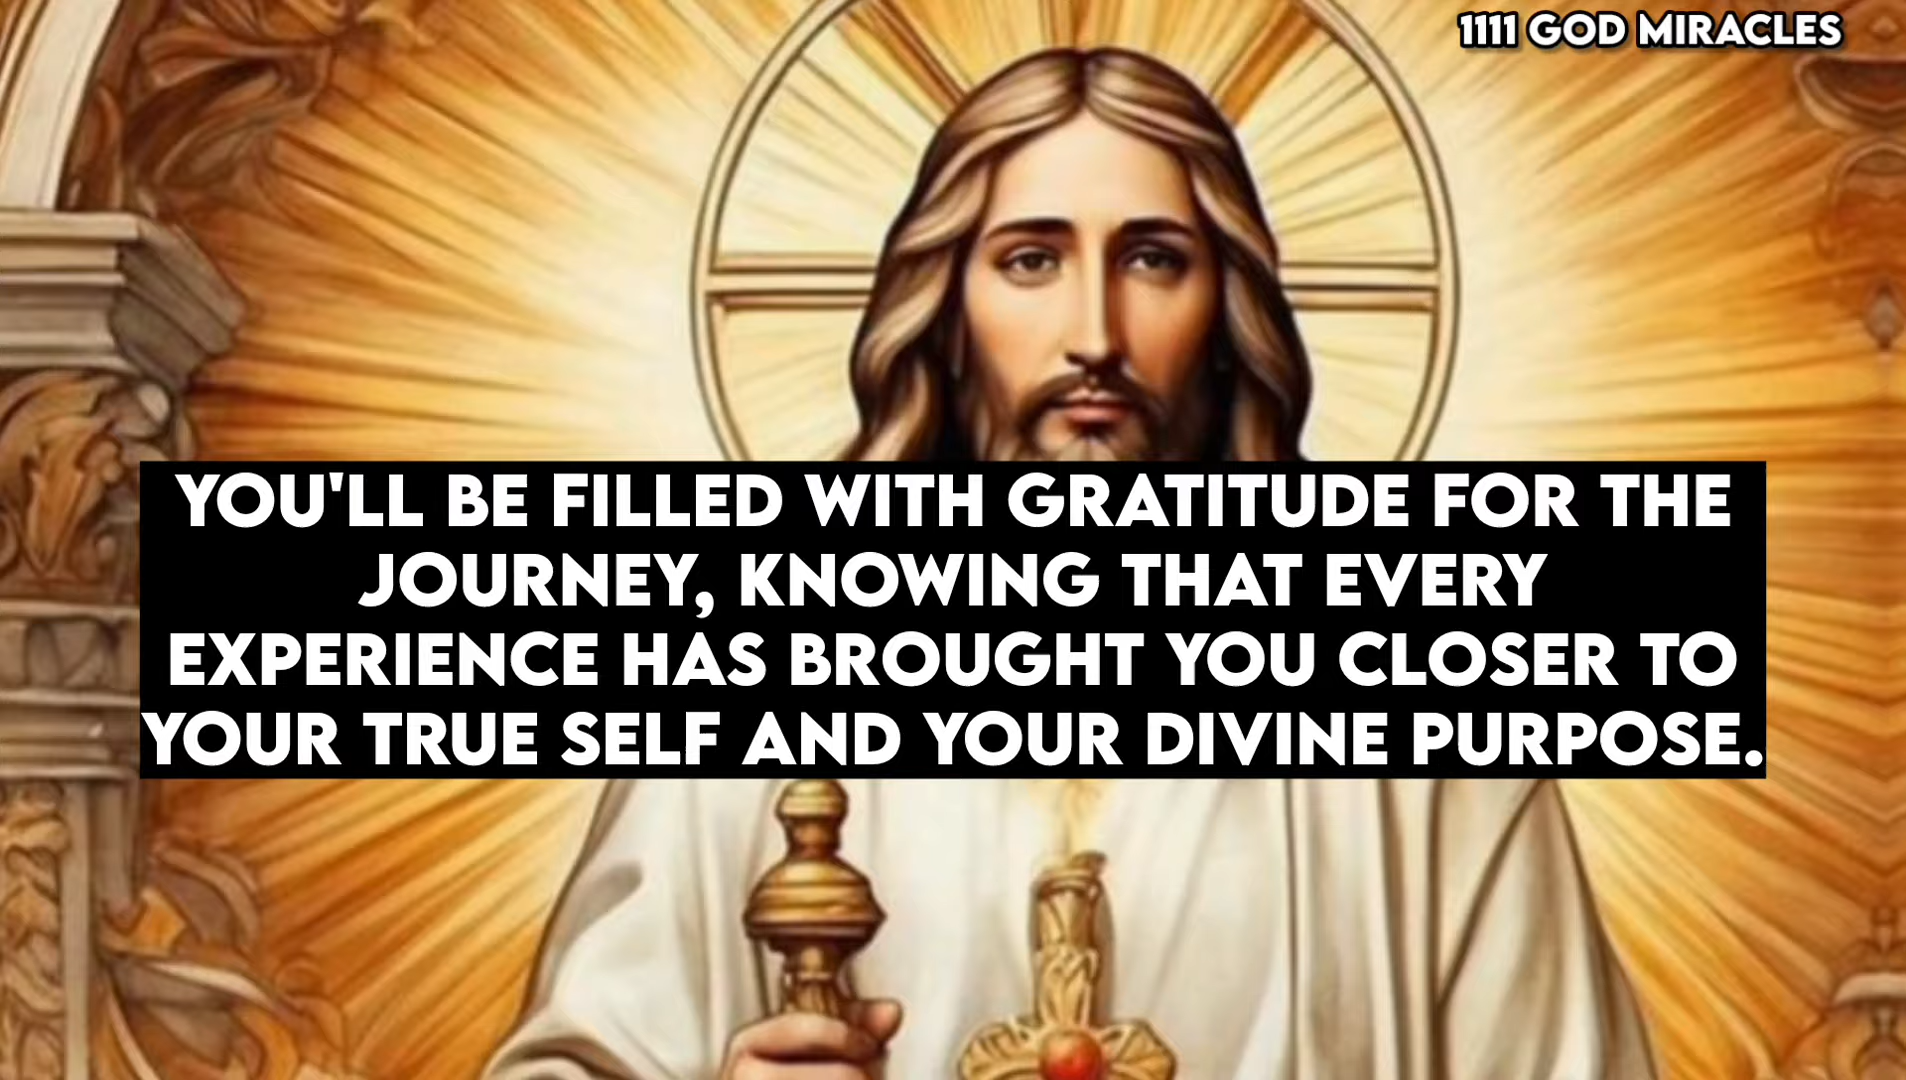 1111 GOD MIRACLES
YOU'LL BE FILLED WITH GRATITUDE FOR THE
JOURNEY, KNOWING THAT EVERY
EXPERIENCE HAS BROUGHT YOU CLOSER TO
YOUR TRUE SELF AND YOUR DIVINE PURPOSE.